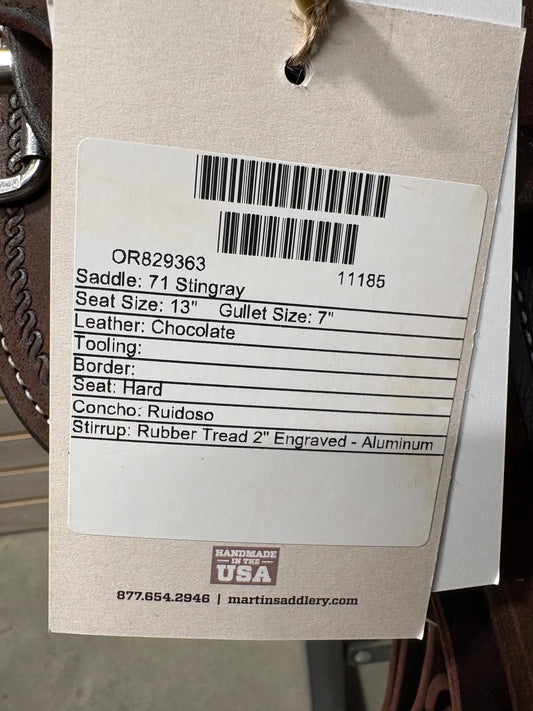 OR829363 11185
Saddle: 71 Stingray
Seat Size: 13" Gullet Size: 7"
Leather: Chocolate
Tooling:
Border:
Seat: Hard
Concho: Ruidoso
Stirrup: Rubber Tread 2" Engraved - Aluminum
HANDMADE
IN THE
USA
877.654.2946 | martinsaddlery.com